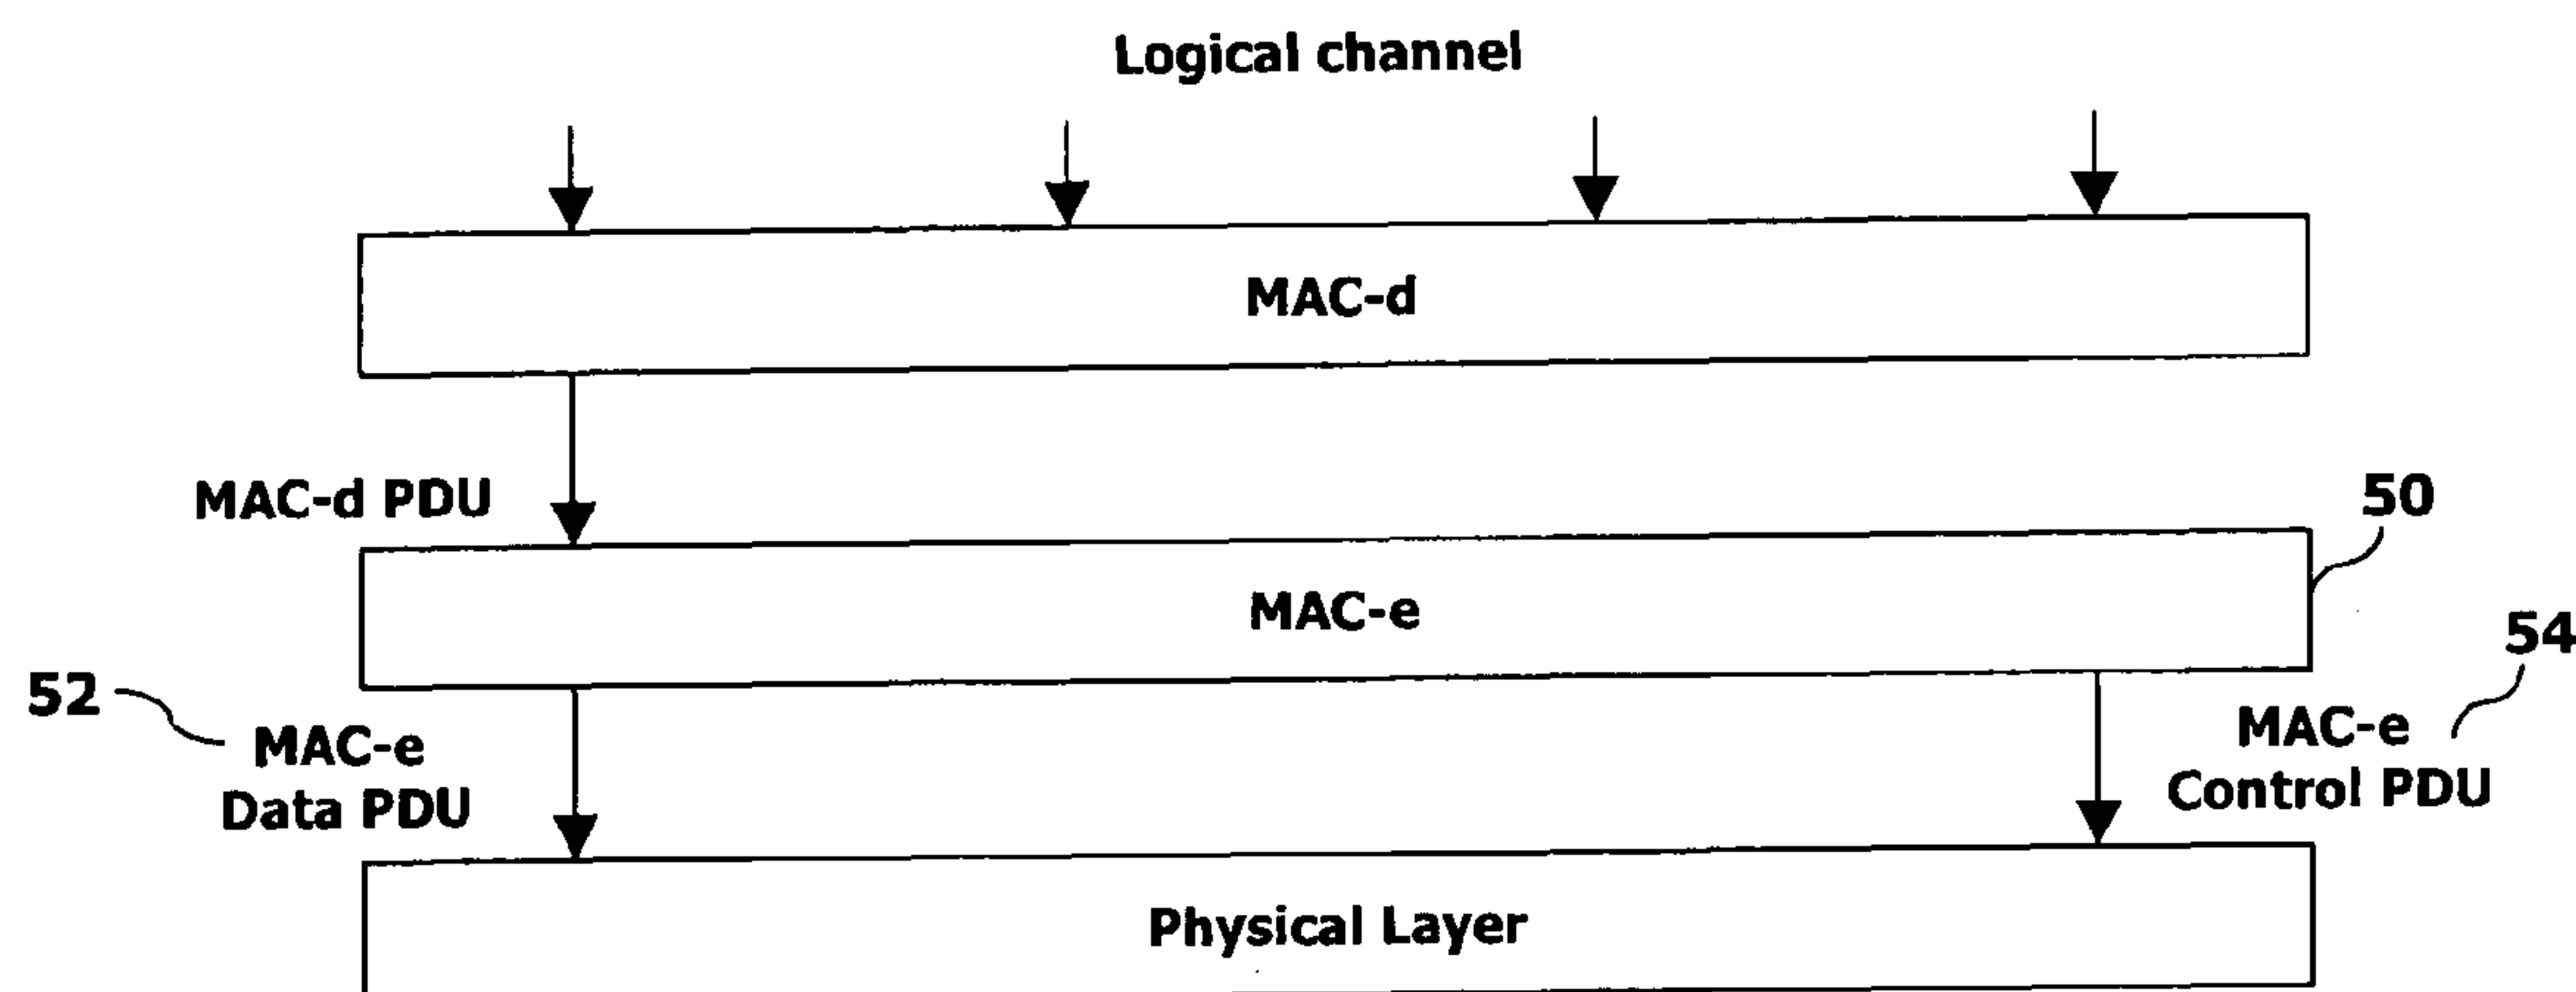 Logical channel
MAC-d
MAC-d PDU
50
MAC-e
54
52
MAC-e
Data PDU
MAC-e
Control PDU
Physical Layer